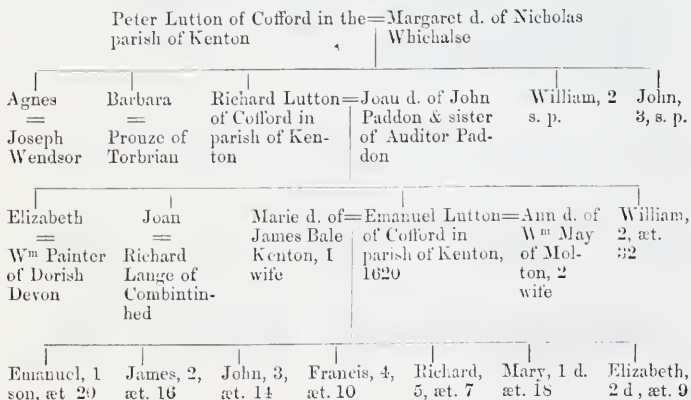 Peter Lutton of Cofford in the=Margaret d. of Nicholas
parish of Kenton
Whichalse
Agnes
=
Joseph
Wendsor
Barbara
=
Prouze of
Torbrian
Richard Lutton=Joan d. of John
of Cofford in
parish of Ken-
ton
Paddon & sister
of Auditor Pad-
don
William, 2
s. p.
John,
3, s. p.
Elizabeth
=
Wm Painter
of Dorish
Devon
Joan
=
Richard
Lange of
Combintin-
hed
Marie d. of=Emanuel Lutton=Ann d. of
James Bale
Kenton, 1
wife
of Cofford in
parish of Kenton,
1620
Wm May
of Mol-
ton, 2
wife
William,
2, æt.
32
Emanuel, 1
son, æt 20
James, 2,
æt. 16
John, 3,
æt. 14
Francis, 4,
æt. 10
Richard,
5, æt. 7
Mary, 1 d.
æt. 18
Elizabeth,
2 d, æt. 9